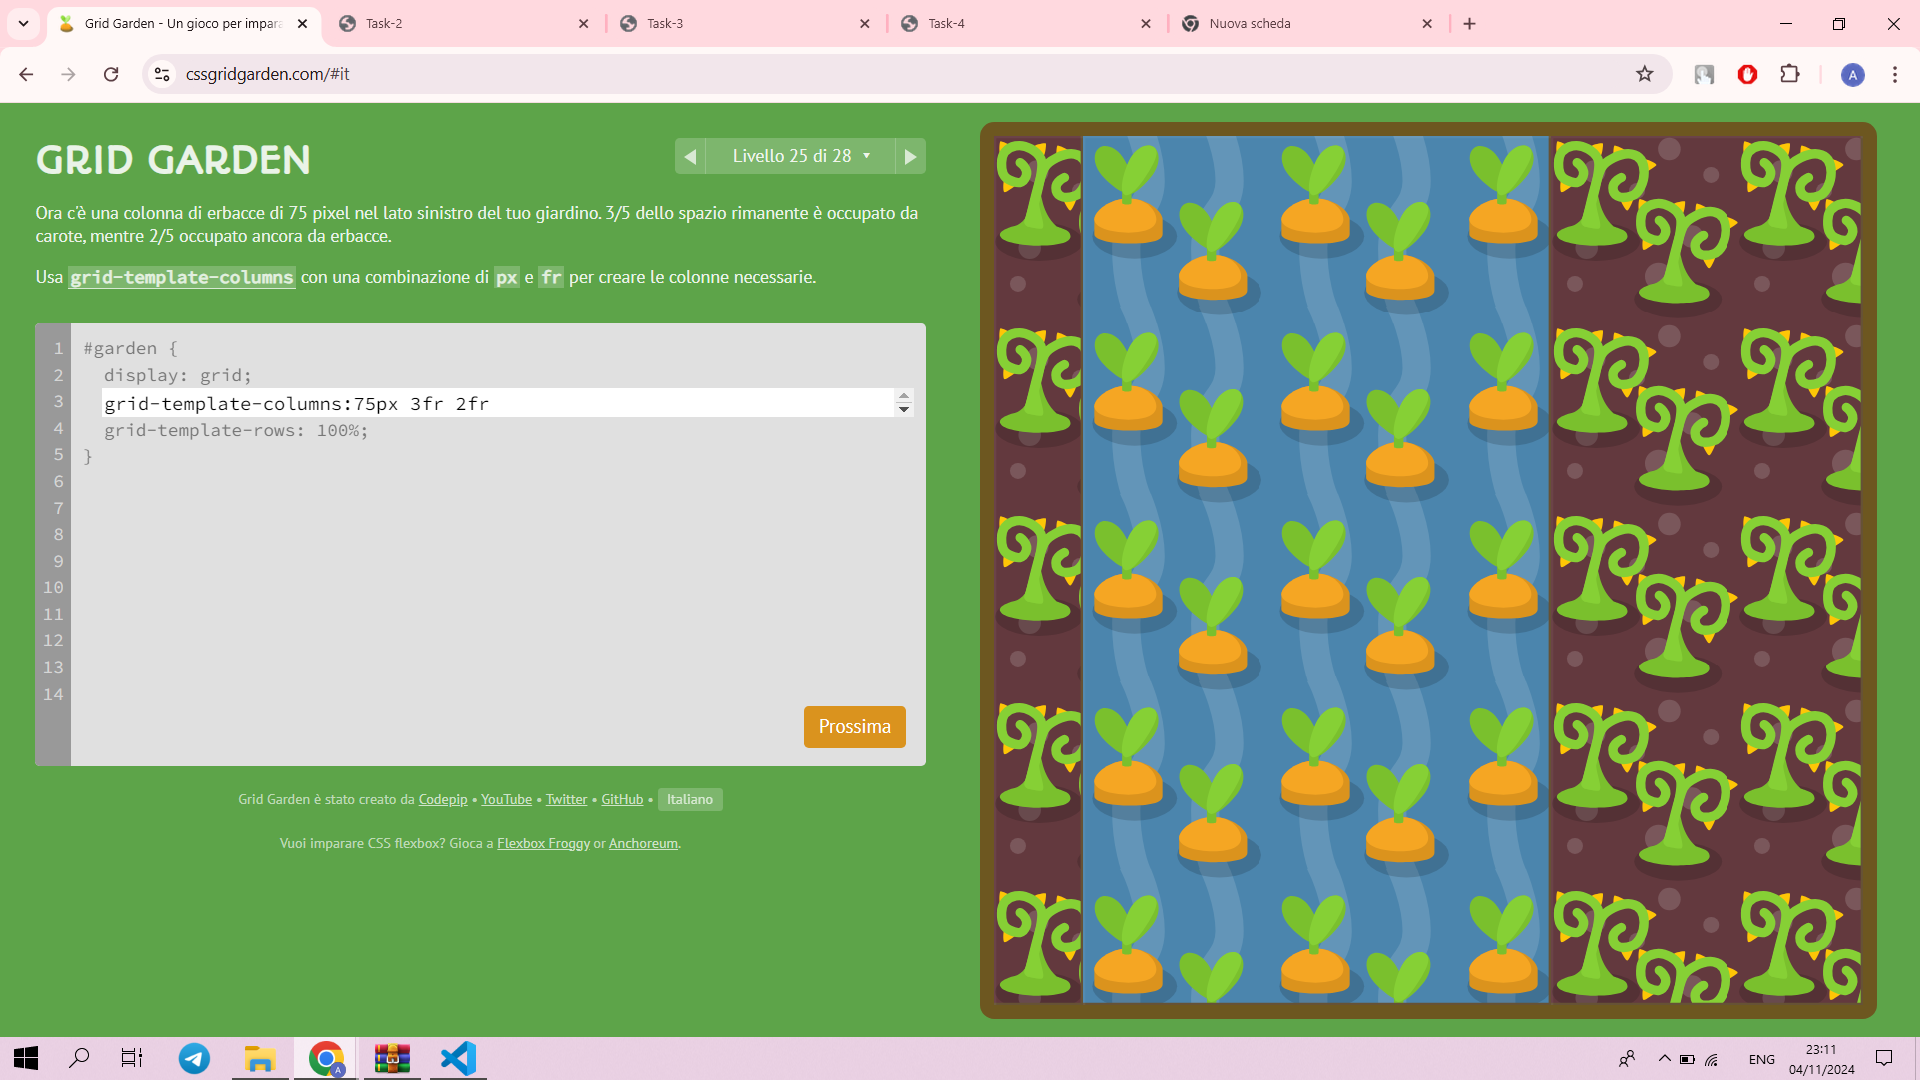 Grid Garden - Un gioco per impara
Task-2
Task-3
Task-4
Nuova scheda
cssgridgarden.com/#it
A
GRID GARDEN
Livello 25 di 28
Ora c'è una colonna di erbacce di 75 pixel nel lato sinistro del tuo giardino. 3/5 dello spazio rimanente è occupato da
carote, mentre 2/5 occupato ancora da erbacce.
Usa grid-template-columns con una combinazione di px e fr per creare le colonne necessarie.
1 #garden {
2 display: grid;
3 grid-template-columns:75px 3fr 2fr
4 grid-template-rows: 100%;
5 }
6
7
8
9
10
11
12
13
14
Prossima
Grid Garden è stato creato da Codepip • YouTube • Twitter • GitHub • Italiano
Vuoi imparare CSS flexbox? Gioca a Flexbox Froggy or Anchoreum.
A
ENG
23:11
04/11/2024